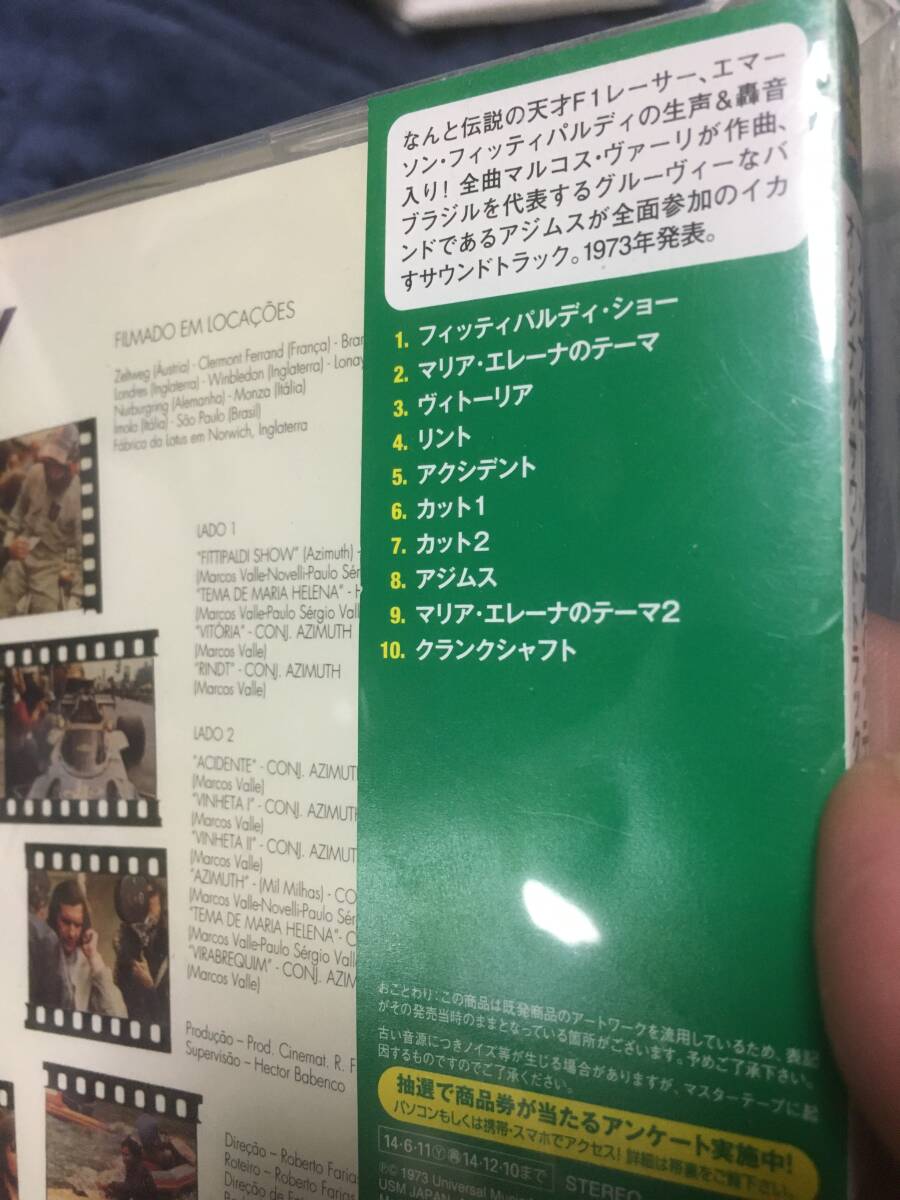 なんと伝説の天才F1レーサー、エマー
ソン・フィッティパルディの生声&轟音
入り! 全曲マルコス・ヴァーリが作曲、
ブラジルを代表するグルーヴィーなバ
ンドであるアジムスが全面参加のイカ
すサウンドトラック。1973年発表。
1. フィッティパルディ・ショー
2. マリア・エレーナのテーマ
3. ヴィトーリア
4. リント
5. アクシデント
6. カット1
7. カット2
8. アジムス
9. マリア・エレーナのテーマ2
10. クランクシャフト
おことわり:この商品は既発商品のアートワークを流用しているため、表記
がその発売当時のままとなっている箇所がございます。予めご了承下さい。
古い音源につきノイズ等が生じる場合がありますが、マスターテープに起
因するものですのでご了承ください。
抽選で商品券が当たるアンケート実施中!
パソコンもしくは携帯・スマホでアクセス! 詳細は帯裏をご覧下さい。
14・6・11 Ⓨ 再 14・12・10まで
Ⓟ© 1973 Universal
USM JAPAN
STEREO
FILMADO EM LOCAÇÕES
Zeltweg (Áustria) - Clermont Ferrand (França) - Bran
Londres (Inglaterra) - Winbledon (Inglaterra) - Lonay
Nurburgring (Alemanha) - Monza (Itália)
Imola (Itália) - São Paulo (Brasil)
Fábrica da Lotus em Norwich, Inglaterra
LADO 1
"FITTIPALDI SHOW" (Azimuth) -
(Marcos Valle-Novelli-Paulo Sér
"TEMA DE MARIA HELENA" -
(Marcos Valle-Paulo Sérgio Vall
"VITÓRIA" - CONJ. AZIMUTH
(Marcos Valle)
"RINDT" - CONJ. AZIMUTH
(Marcos Valle)
LADO 2
"ACIDENTE" - CONJ. AZIMUT
(Marcos Valle)
"VINHETA I" - CONJ. AZIMUT
(Marcos Valle)
"VINHETA II" - CONJ. AZIMUT
(Marcos Valle)
"AZIMUTH" - (Mil Milhas) - CO
(Marcos Valle-Novelli-Paulo Sér
"TEMA DE MARIA HELENA" - C
(Marcos Valle-Paulo Sérgio Vall
"VIRABREQUIM" - CONJ. AZIM
(Marcos Valle)
Produção - Prod. Cinemat. R. F
Supervisão - Hector Babenco
Direção - Roberto Farias
Roteiro - Roberto Farias
Direção de